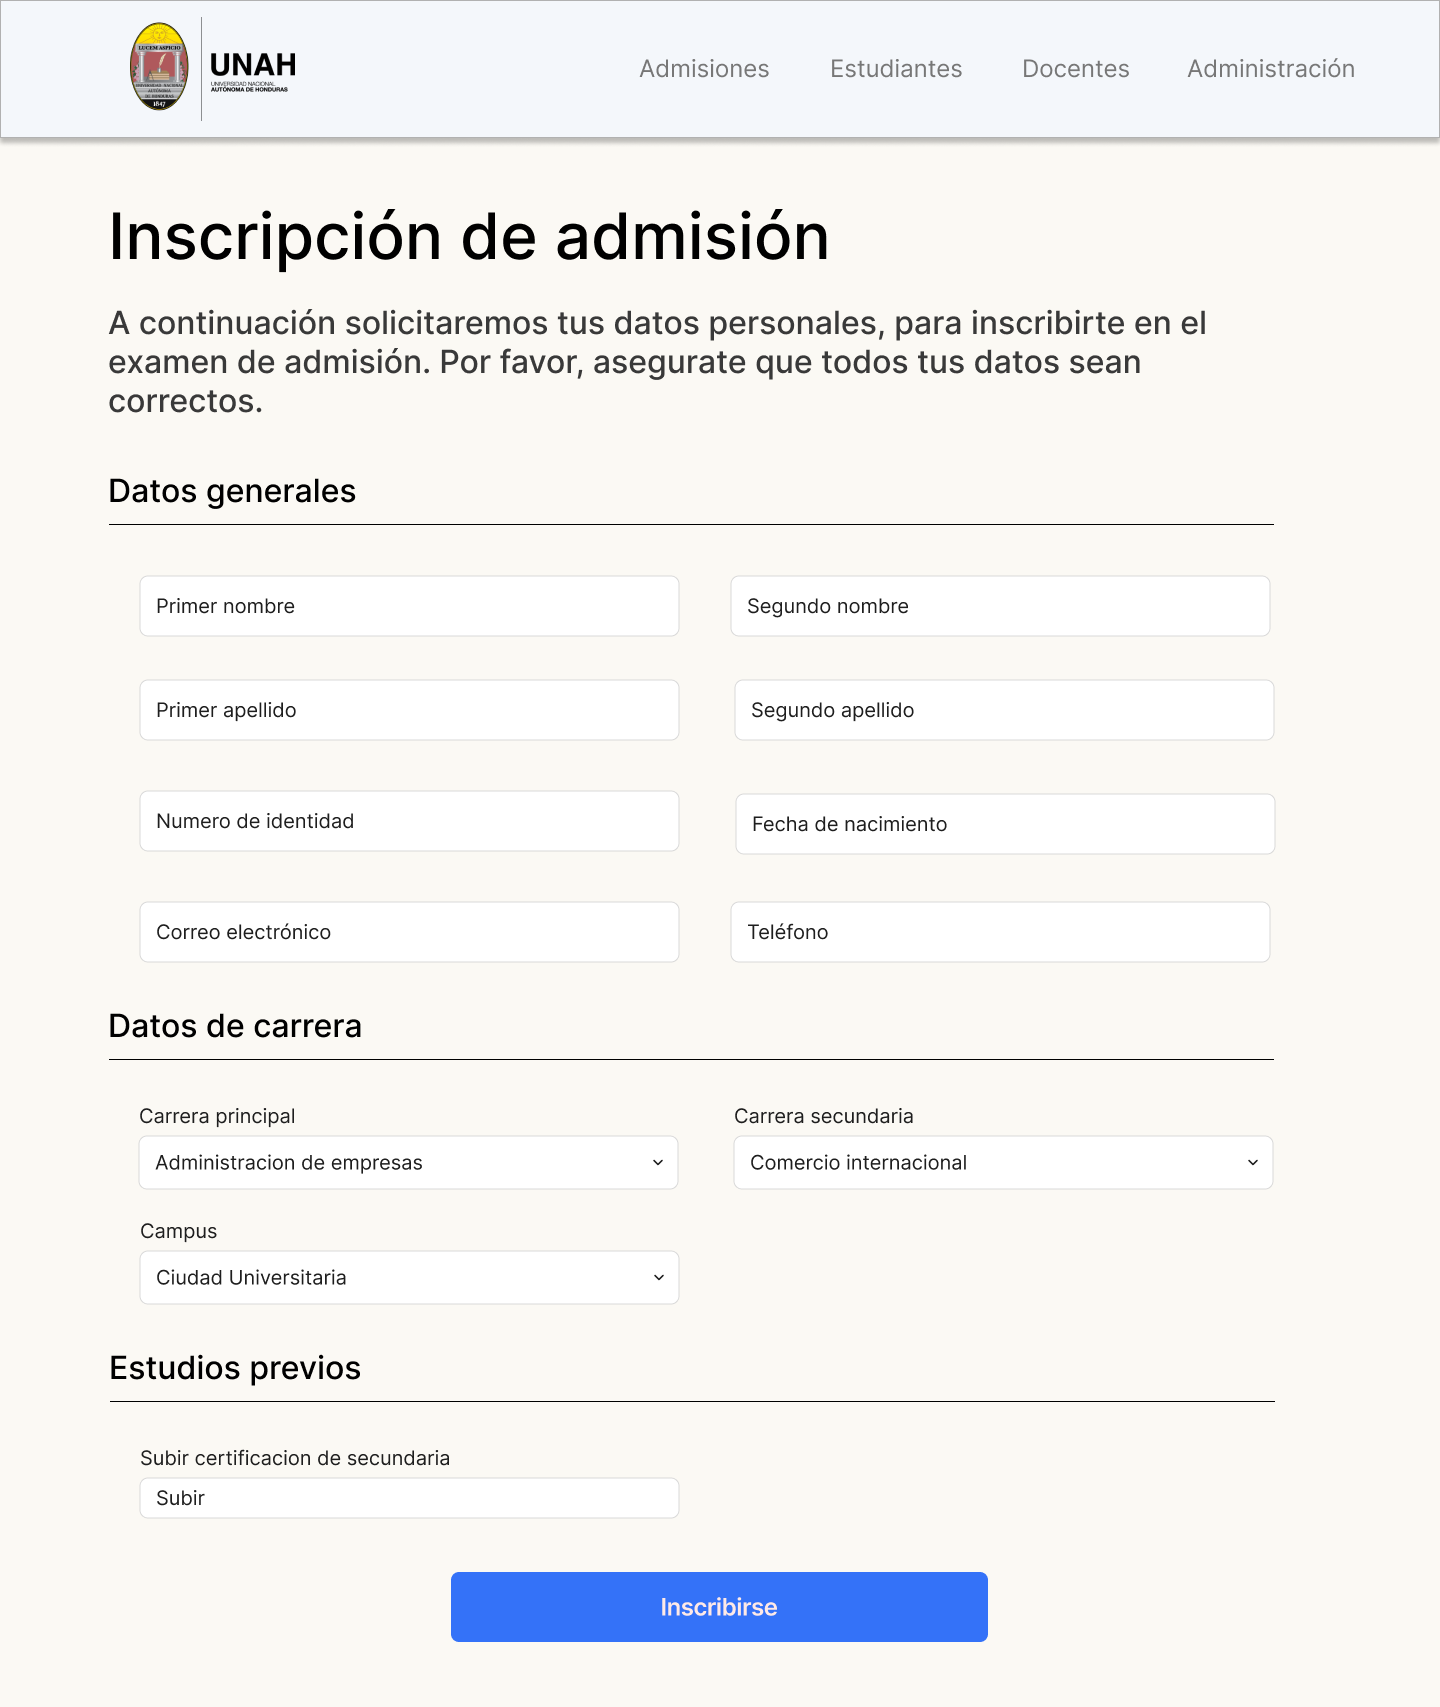 LUCEM ASPICIO
UNIVERSIDAD NACIONAL
AUTÓNOMA
DE HONDURAS
1847
UNAH
UNIVERSIDAD NACIONAL
AUTÓNOMA DE HONDURAS
Admisiones
Estudiantes
Docentes
Administración
Inscripción de admisión
A continuación solicitaremos tus datos personales, para inscribirte en el
examen de admisión. Por favor, asegurate que todos tus datos sean
correctos.
Datos generales
Primer nombre
Segundo nombre
Primer apellido
Segundo apellido
Numero de identidad
Fecha de nacimiento
Correo electrónico
Teléfono
Datos de carrera
Carrera principal
Carrera secundaria
Administracion de empresas
Comercio internacional
Campus
Ciudad Universitaria
Estudios previos
Subir certificacion de secundaria
Subir
Inscribirse